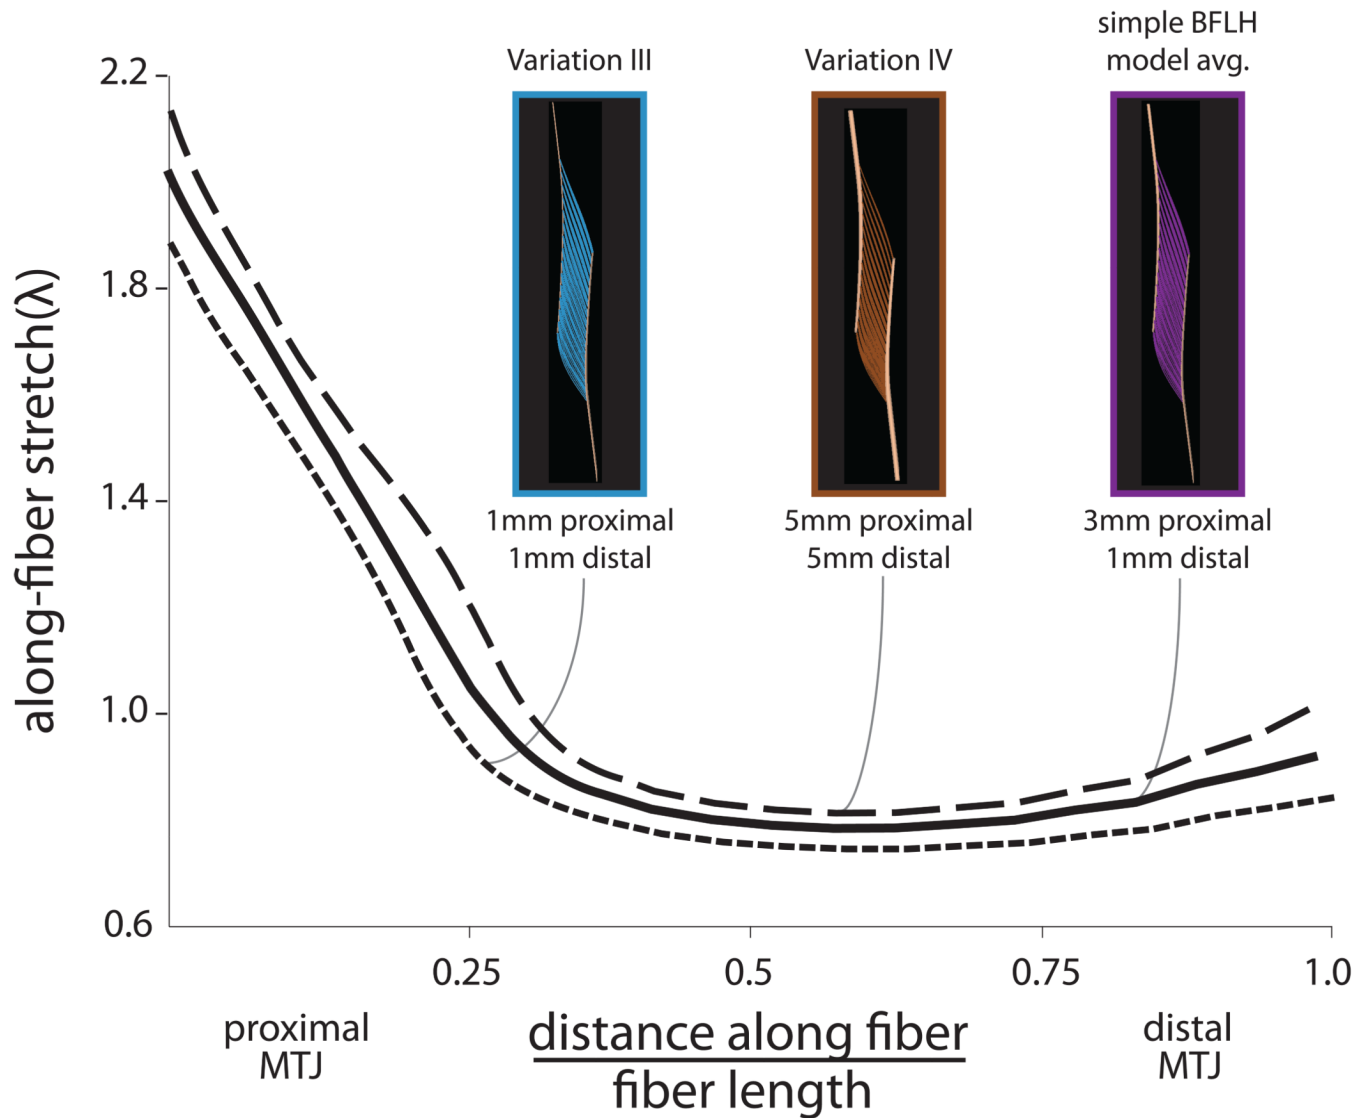 simple BFLH
Variation III
Variation IV
model avg.
2.2
1.8
1.4
1.0
0.6
along-fiber stretch(λ)
1mm proximal
1mm distal
5mm proximal
5mm distal
3mm proximal
1mm distal
0.25
0.5
0.75
1.0
proximal
MTJ
distance along fiber
fiber length
distal
MTJ